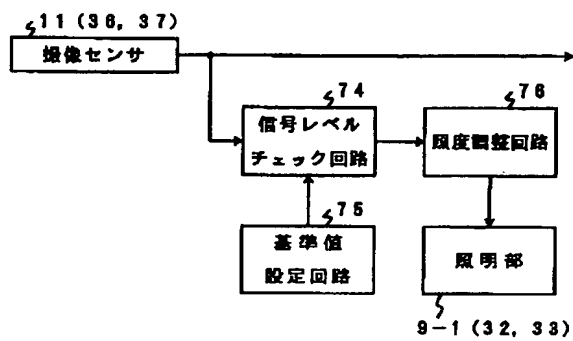 11 (36, 37)
撮像センサ
74
信号レベル
チェック回路
76
照度調整回路
75
基準値
設定回路
照明部
9-1 (32, 33)